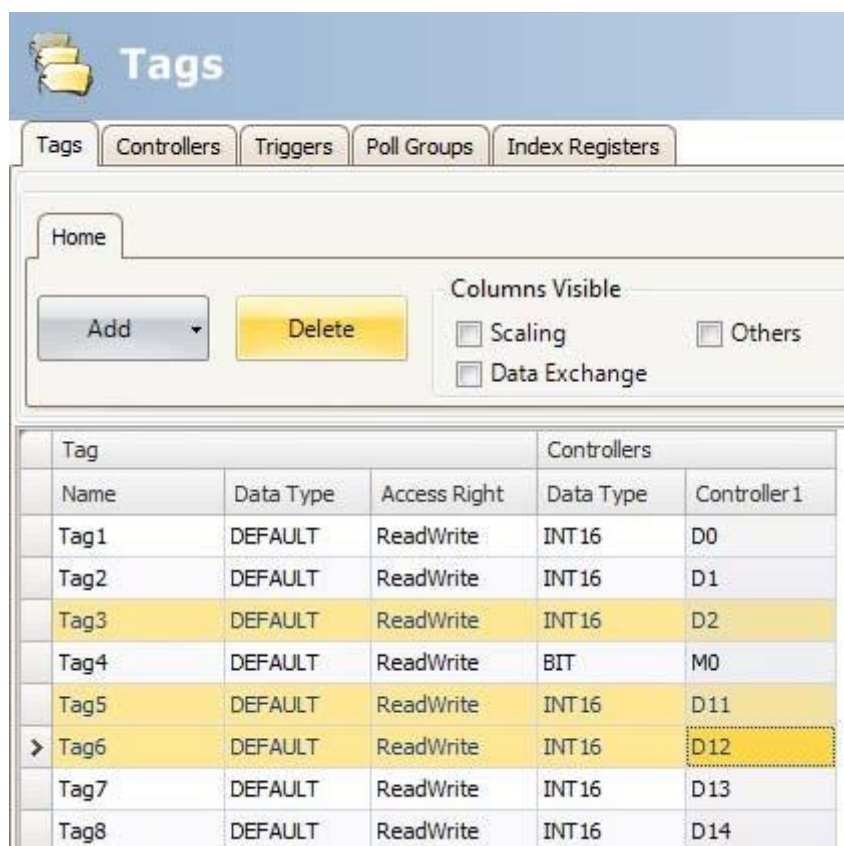 Tags
Tags Controllers Triggers Poll Groups Index Registers
Home
Columns Visible
Add Delete Scaling Others
Data Exchange
Tag Controllers
Name Data Type Access Right Data Type Controller1
Tag1 DEFAULT ReadWrite INT16 D0
Tag2 DEFAULT ReadWrite INT16 D1
Tag3 DEFAULT ReadWrite INT16 D2
Tag4 DEFAULT ReadWrite BIT M0
Tag5 DEFAULT ReadWrite INT16 D11
Tag6 DEFAULT ReadWrite INT16 D12
Tag7 DEFAULT ReadWrite INT16 D13
Tag8 DEFAULT ReadWrite INT16 D14